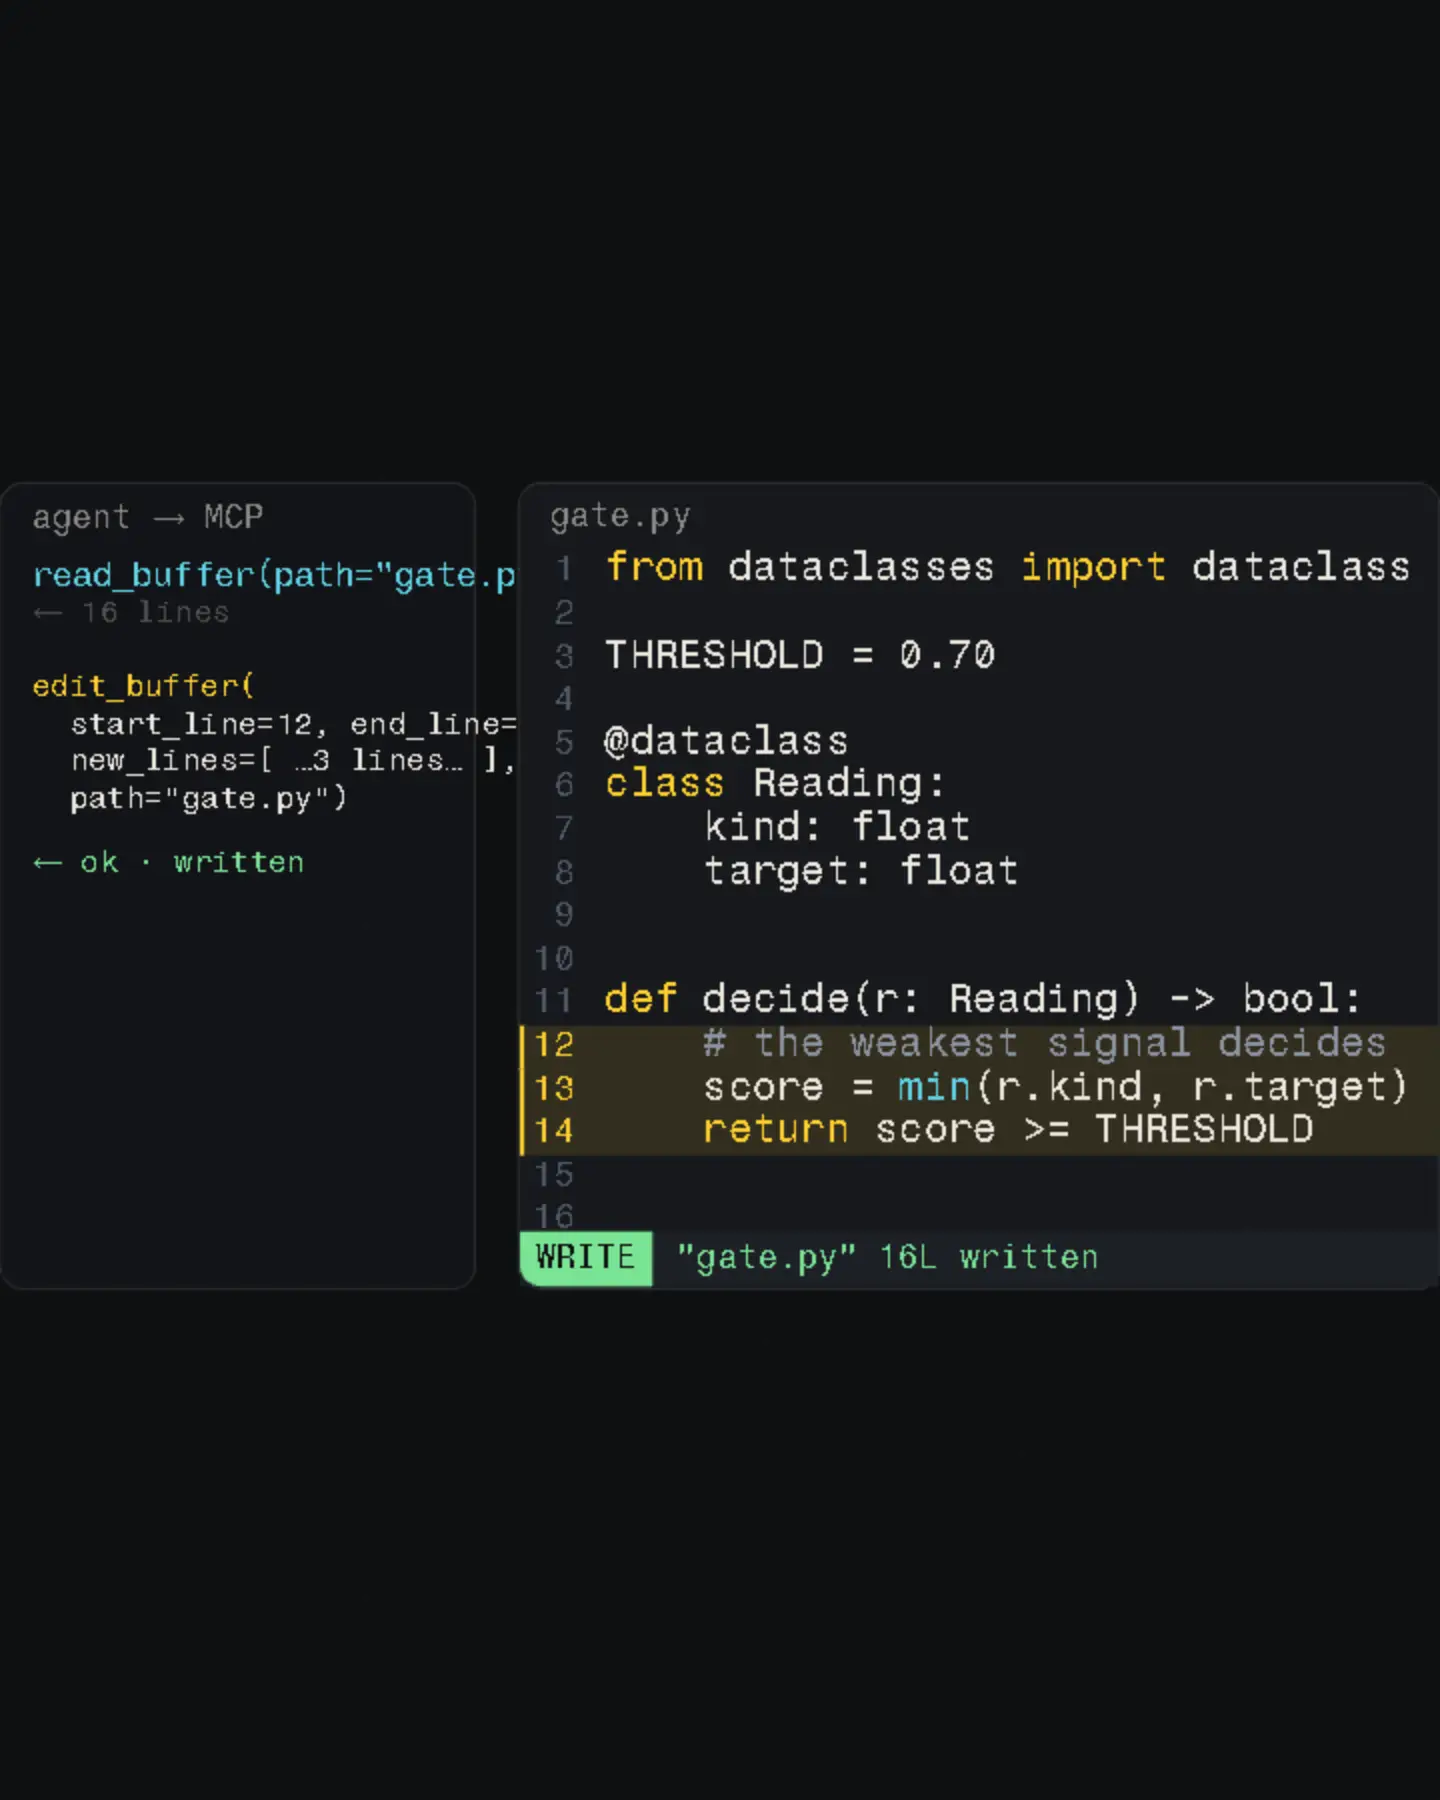 agent → MCP
read_buffer(path="gate.p
← 16 lines
edit_buffer(
  start_line=12, end_line=
  new_lines=[ …3 lines… ],
  path="gate.py")
← ok · written
gate.py
1 from dataclasses import dataclass
2
3 THRESHOLD = 0.70
4
5 @dataclass
6 class Reading:
7     kind: float
8     target: float
9
10
11 def decide(r: Reading) -> bool:
12     # the weakest signal decides
13     score = min(r.kind, r.target)
14     return score >= THRESHOLD
15
16
WRITE "gate.py" 16L written